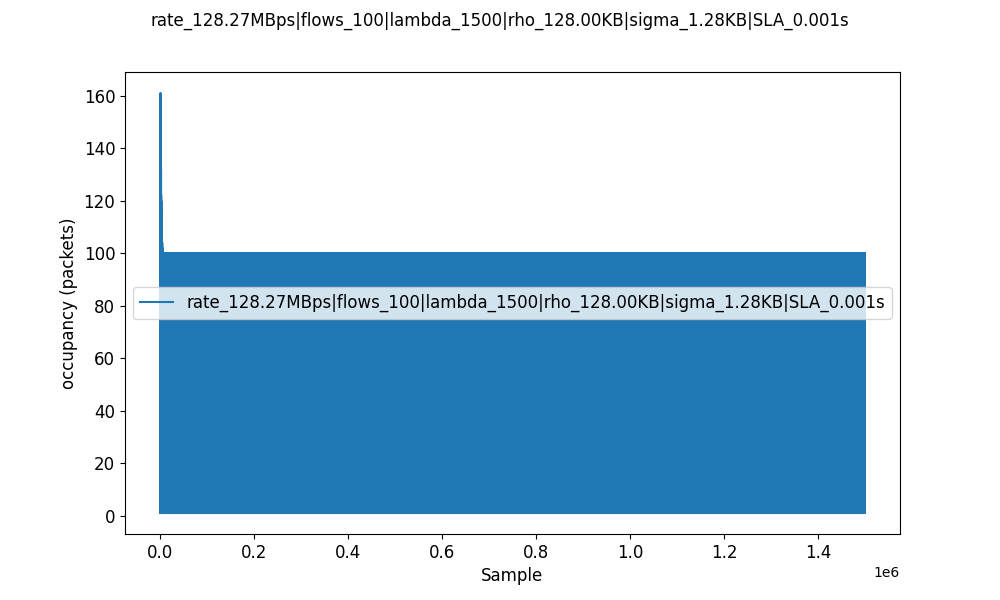 rate_128.27MBps|flows_100|lambda_1500|rho_128.00KB|sigma_1.28KB|SLA_0.001s
160
140
120
100
80
60
40
20
0
occupancy (packets)
rate_128.27MBps|flows_100|lambda_1500|rho_128.00KB|sigma_1.28KB|SLA_0.001s
0.0 0.2 0.4 0.6 0.8 1.0 1.2 1.4
1e6
Sample